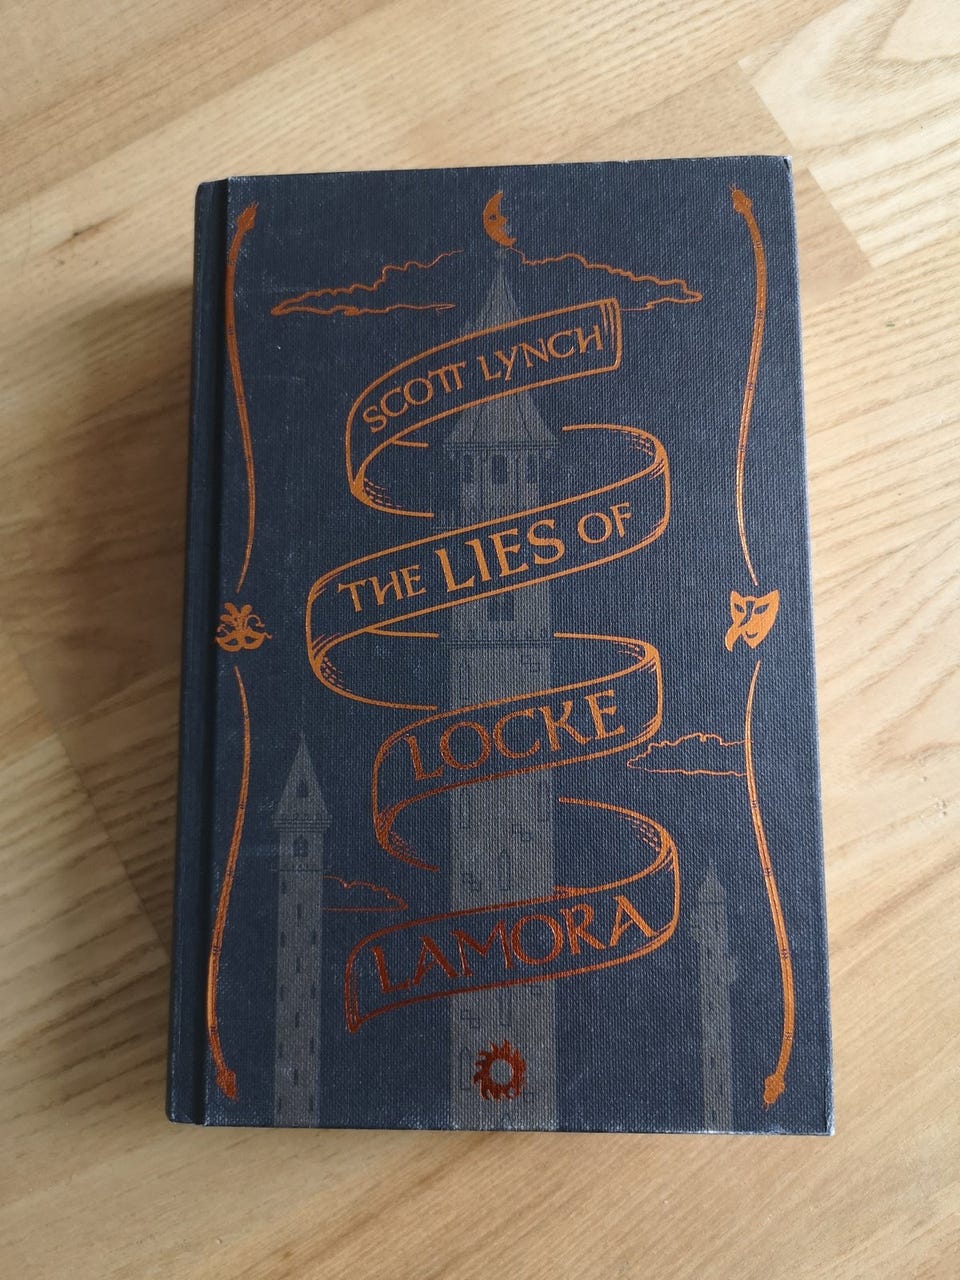 SCOTT LYNCH
THE LIES OF
LOCKE
LAMORA